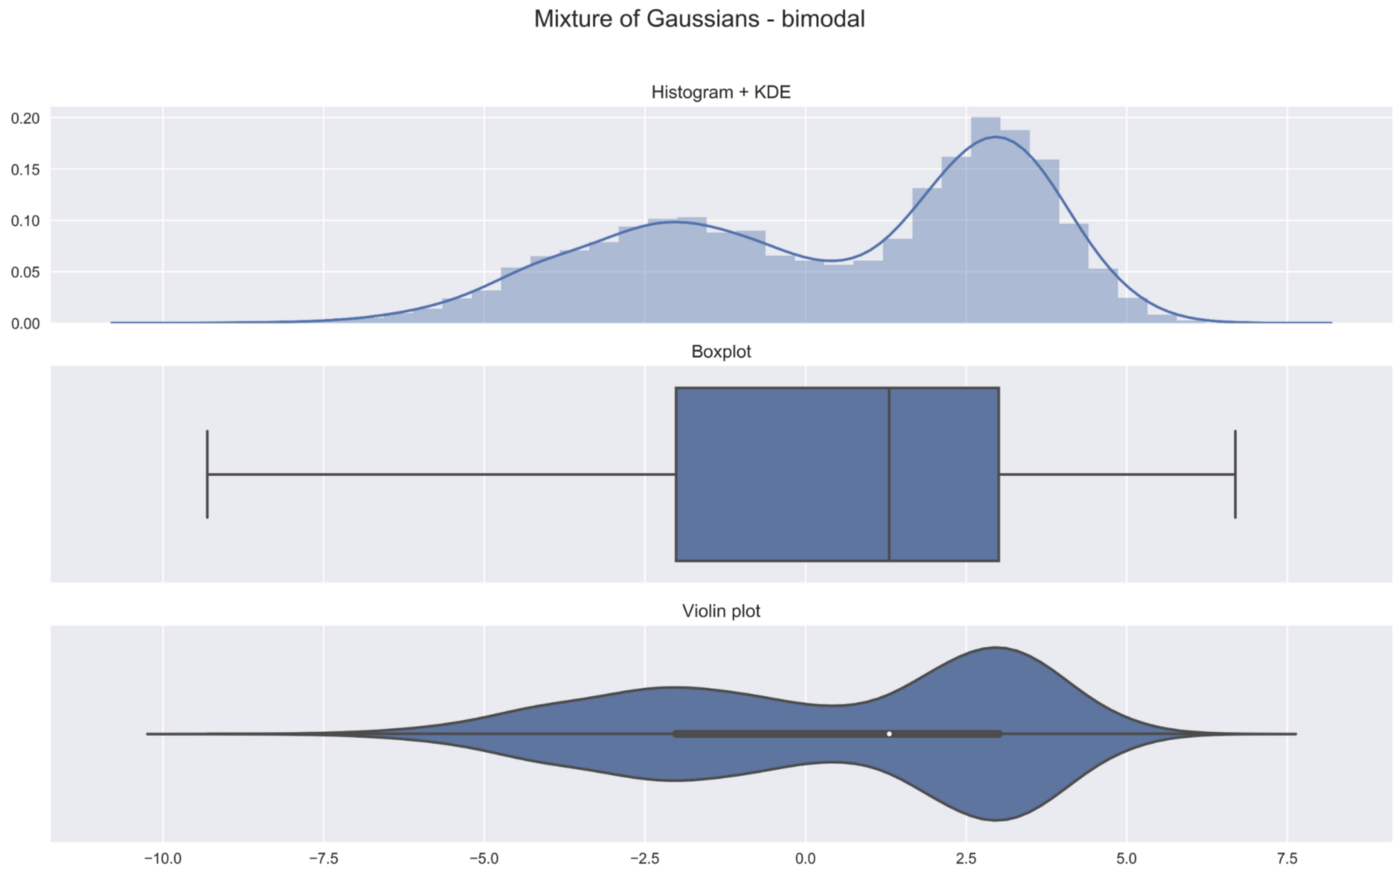 Mixture of Gaussians - bimodal
Histogram + KDE
0.20
0.15
0.10
0.05
0.00
Boxplot
Violin plot
−10.0 −7.5 −5.0 −2.5 0.0 2.5 5.0 7.5